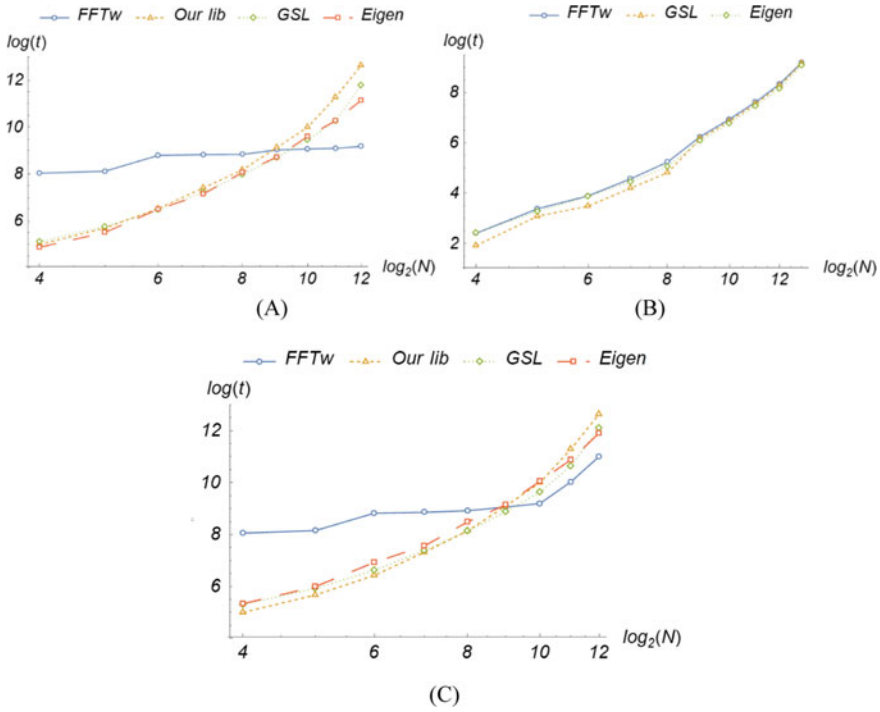 FFTw Our lib GSL Eigen
log(t)
12
10
8
6
4 6 8 10 12
log₂(N)
(A)
FFTw GSL Eigen
log(t)
8
6
4
2
4 6 8 10 12
log₂(N)
(B)
FFTw Our lib GSL Eigen
log(t)
12
10
8
6
4 6 8 10 12
log₂(N)
(C)